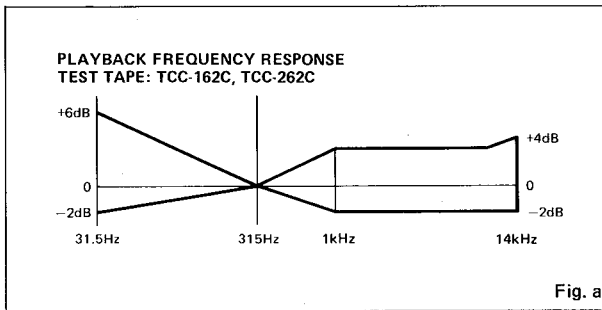 PLAYBACK FREQUENCY RESPONSE
TEST TAPE: TCC-162C, TCC-262C
+6dB
+4dB
0
0
−2dB
−2dB
31.5Hz 315Hz 1kHz 14kHz
Fig. a